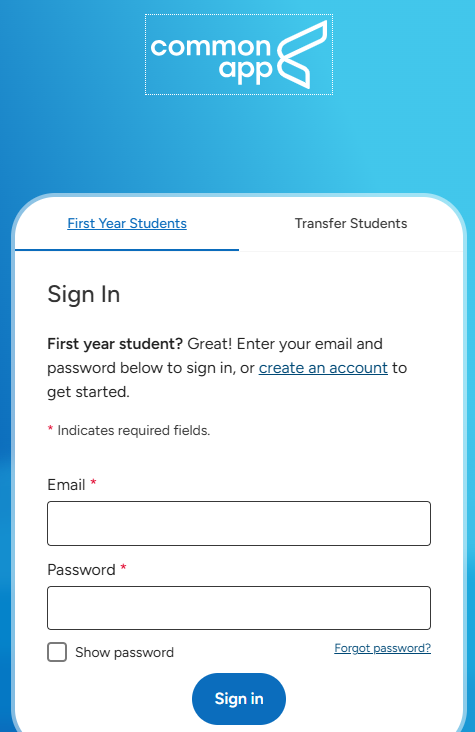 common
app
First Year Students
Transfer Students
Sign In
First year student? Great! Enter your email and
password below to sign in, or create an account to
get started.
* Indicates required fields.
Email *
Password *
Show password
Forgot password?
Sign in